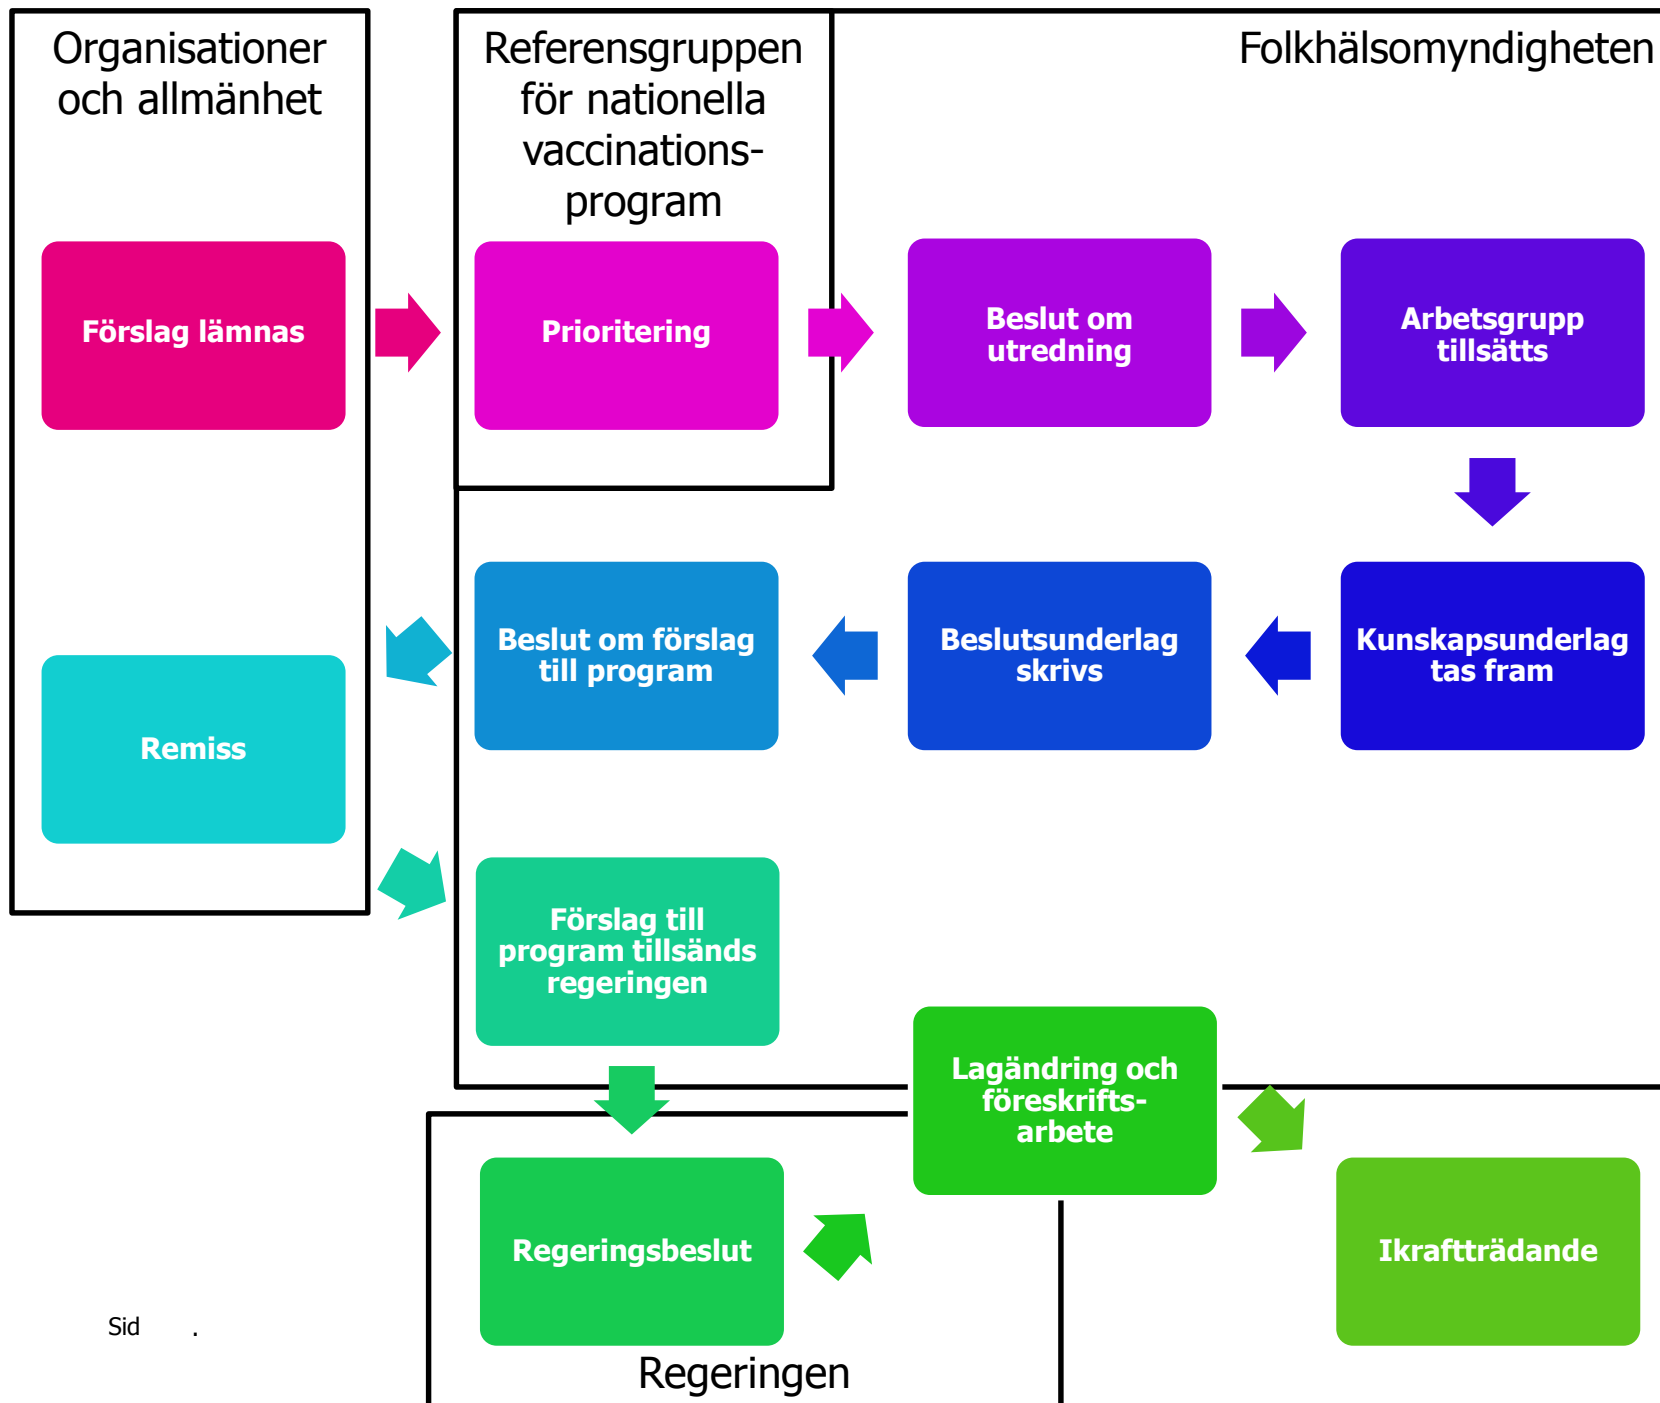 Organisationer
och allmänhet
Referensgruppen
för nationella
vaccinations-
program
Folkhälsomyndigheten
Förslag lämnas
Prioritering
Beslut om
utredning
Arbetsgrupp
tillsätts
Beslut om förslag
till program
Beslutsunderlag
skrivs
Kunskapsunderlag
tas fram
Remiss
Förslag till
program tillsänds
regeringen
Lagändring och
föreskrifts-
arbete
Regeringsbeslut
Ikraftträdande
Sid .
Regeringen